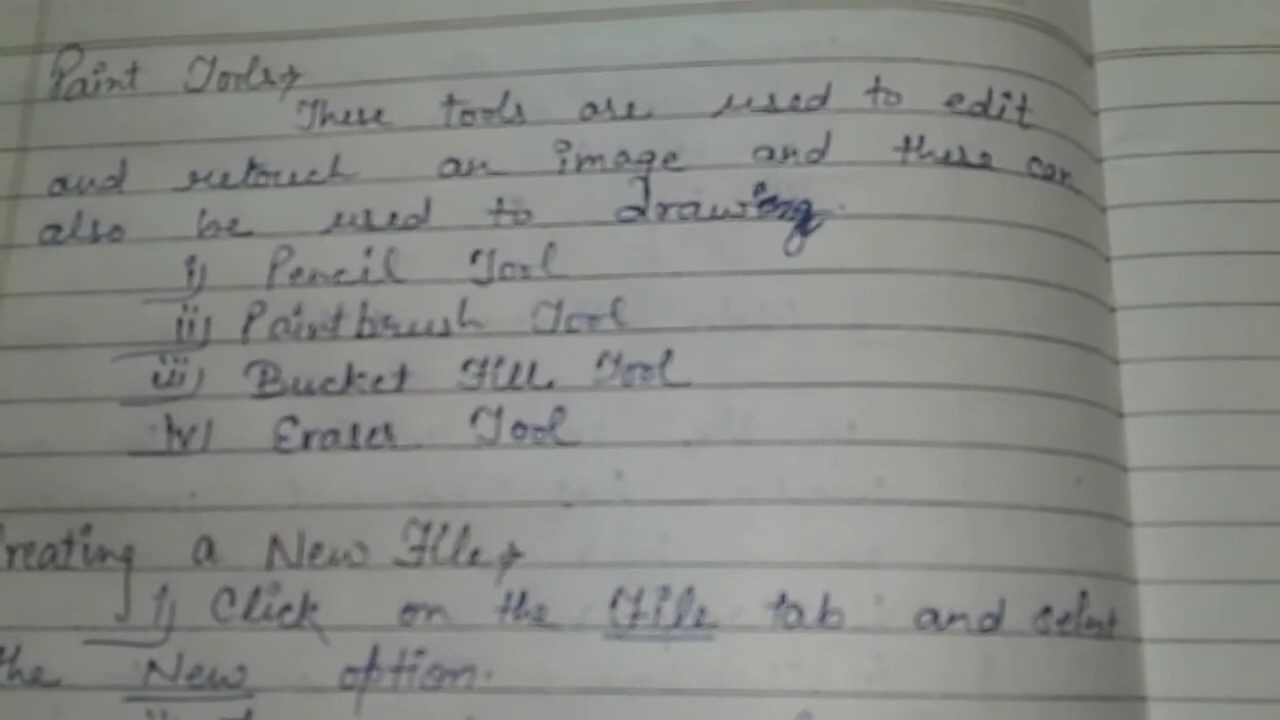 Paint Tools→
These tools are used to edit
and retouch an image and these can
also be used to drawing.
i) Pencil Tool
ii) Paintbrush Tool
iii) Bucket Fill Tool
iv) Eraser Tool
Creating a New File→
i) Click on the File tab and select
the New option.